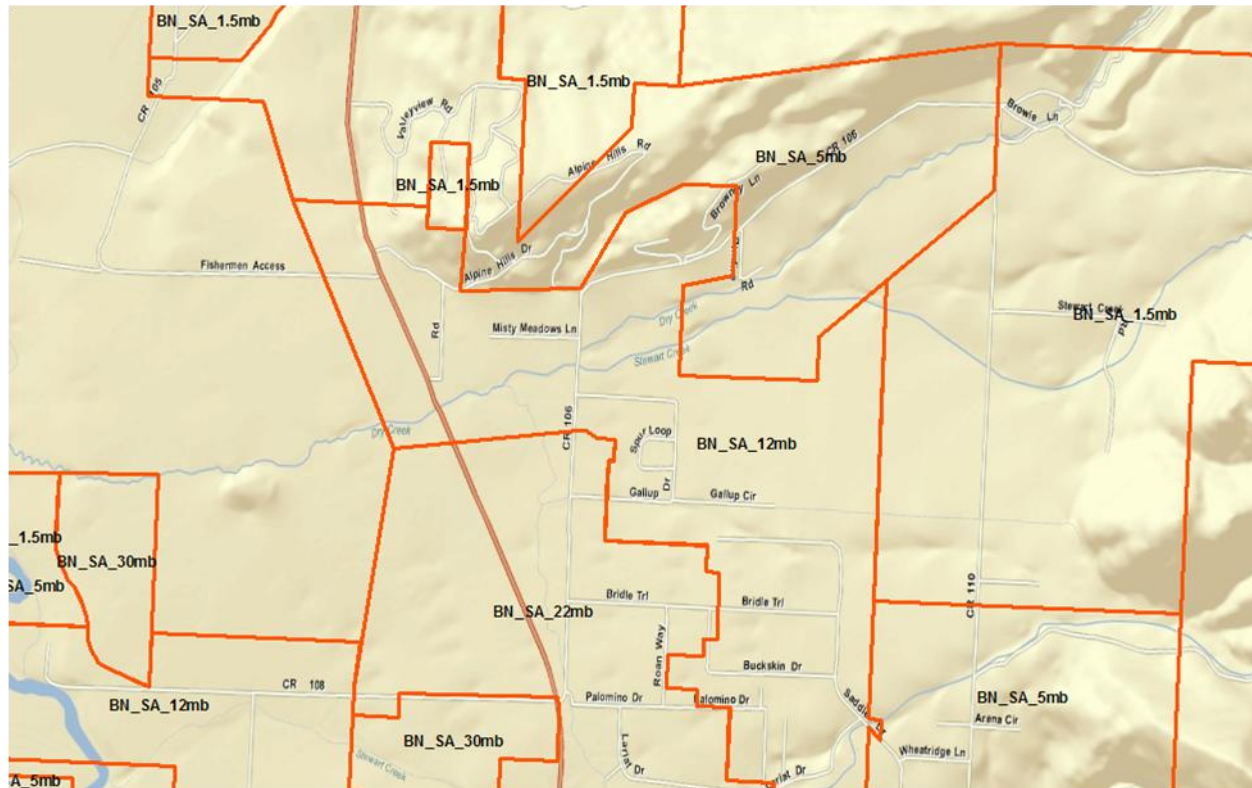 BN_SA_1.5mb
CR 105
BN_SA_1.5mb
Valleyview Rd
Browns Ln
Alpine Hills Rd
CR 106
BN_SA_5mb
BN_SA_1.5mb
Browns Ln
Fishermen Access
Alpine Hills Dr
Rd
Stewart Creek
Rd
BN_SA_1.5mb
Dry Creek
Misty Meadows Ln
Stewart Creek
Rd
CR 106
Dry Creek
Spur Loop
BN_SA_12mb
Dr
Gallup
Gallup Cir
_1.5mb
BN_SA_30mb
SA_5mb
CR 110
Bridle Trl
Bridle Trl
BN_SA_22mb
Roan Way
Buckskin Dr
CR 108
Palomino Dr
Palomino Dr
BN_SA_5mb
BN_SA_12mb
Saddle Ln
Arena Cir
BN_SA_30mb
Wheatridge Ln
Stewart Creek
Lariat Dr
Lariat Dr
A_5mb